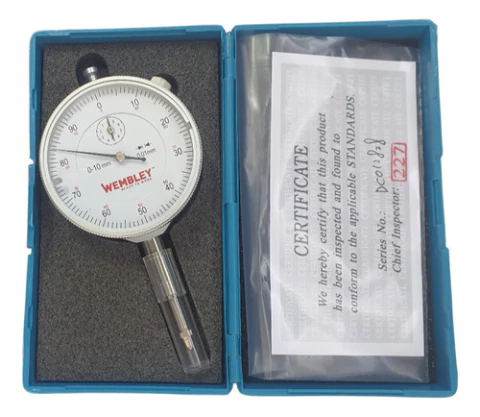 0
10
20
30
40
50
60
70
80
90
0-10mm
0.01mm
WEMBLEY
CERTIFICATE
We hereby certify that this product
has been inspected and found to
conform to the applicable STANDARDS.
Series No.:
Chief Inspector: 227